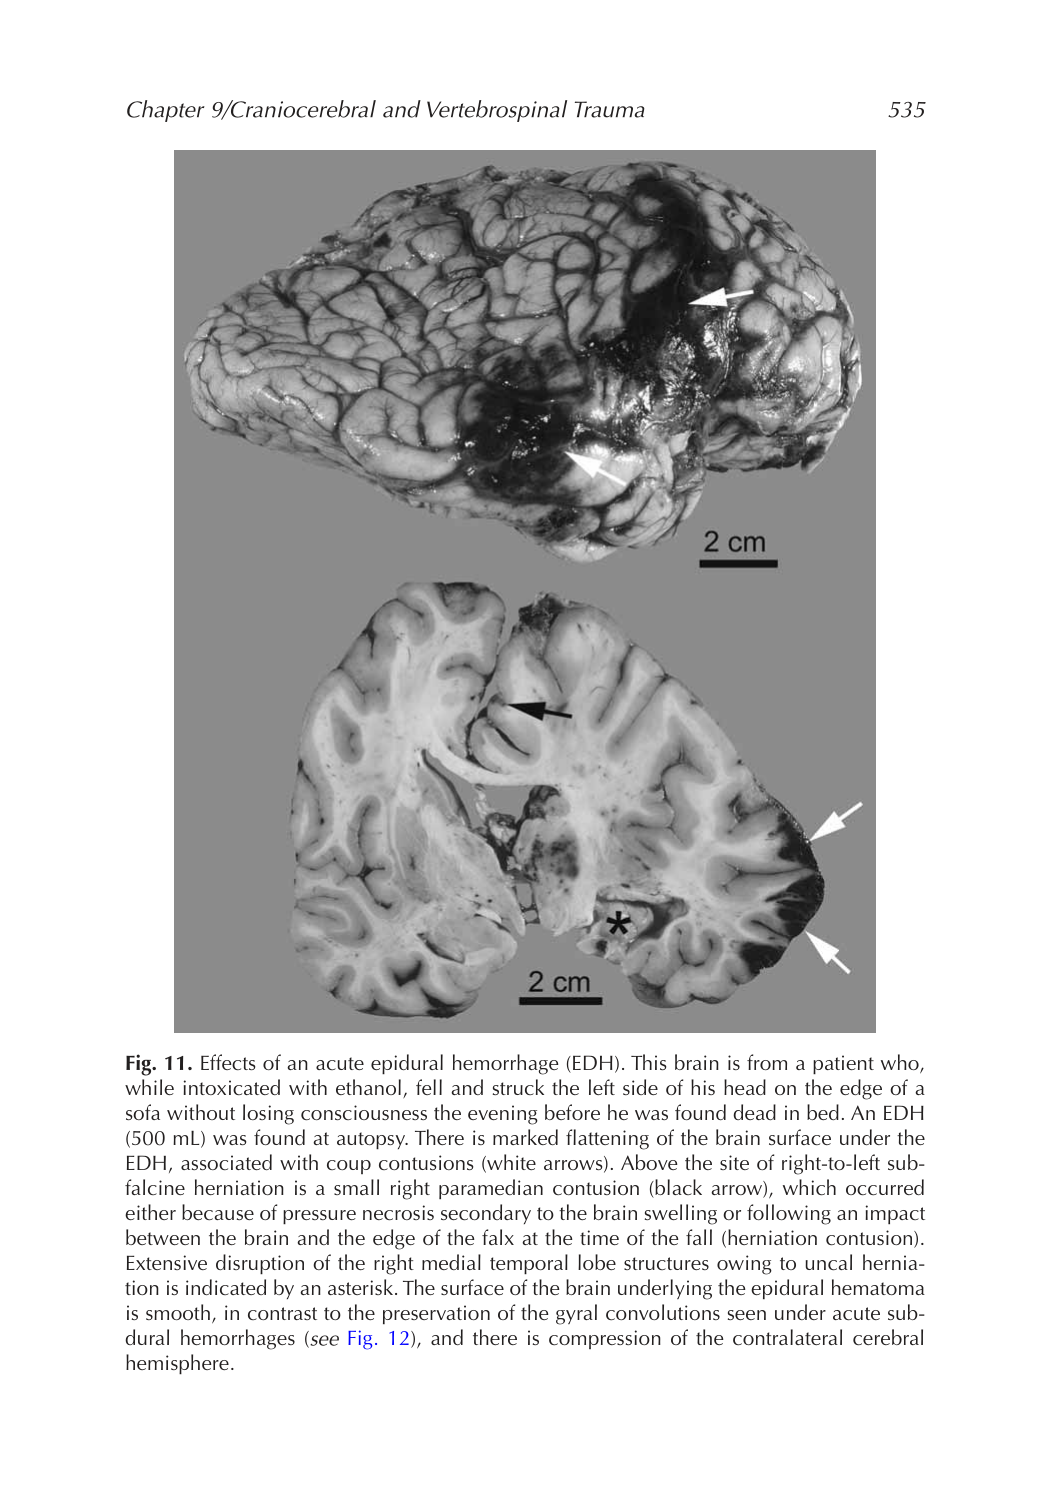 Chapter 9/Craniocerebral and Vertebrospinal Trauma 535
2 cm
*
2 cm
Fig. 11. Effects of an acute epidural hemorrhage (EDH). This brain is from a patient who,
while intoxicated with ethanol, fell and struck the left side of his head on the edge of a
sofa without losing consciousness the evening before he was found dead in bed. An EDH
(500 mL) was found at autopsy. There is marked flattening of the brain surface under the
EDH, associated with coup contusions (white arrows). Above the site of right-to-left sub-
falcine herniation is a small right paramedian contusion (black arrow), which occurred
either because of pressure necrosis secondary to the brain swelling or following an impact
between the brain and the edge of the falx at the time of the fall (herniation contusion).
Extensive disruption of the right medial temporal lobe structures owing to uncal hernia-
tion is indicated by an asterisk. The surface of the brain underlying the epidural hematoma
is smooth, in contrast to the preservation of the gyral convolutions seen under acute sub-
dural hemorrhages (see Fig. 12), and there is compression of the contralateral cerebral
hemisphere.